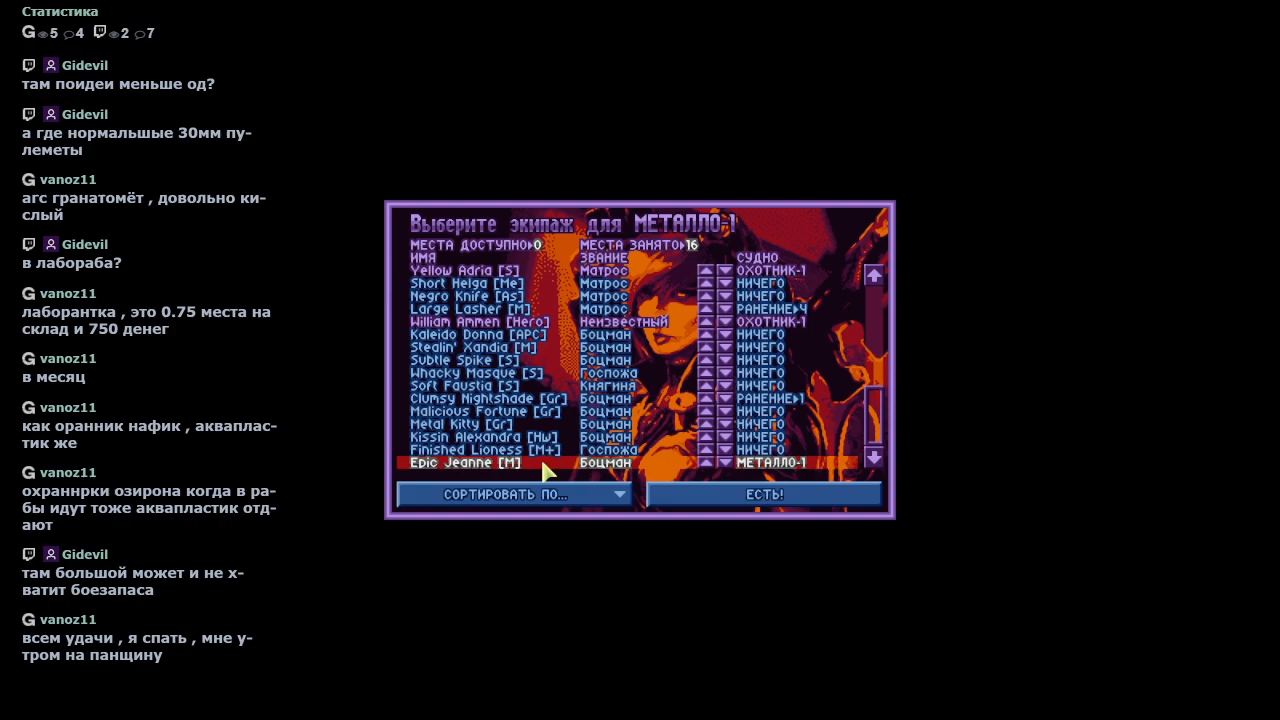 Статистика
5 4 2 7
Gidevil
там поидеи меньше од?
Gidevil
а где нормальшые 30мм пу-
леметы
vanoz11
агс гранатомёт , довольно ки-
слый
Gidevil
в лабораба?
vanoz11
лаборантка , это 0.75 места на
склад и 750 денег
vanoz11
в месяц
vanoz11
как оранник нафик , аквaплас-
тик же
vanoz11
охраннрки озирона когда в ра-
бы идут тоже аквапластик отд-
ают
Gidevil
там большой может и не х-
ватит боезапаса
vanoz11
всем удачи , я спать , мне у-
тром на панщину
Выберите экипаж для МЕТАЛЛО-1
МЕСТА ДОСТУПНО▸0 МЕСТА ЗАНЯТО▸16
ИМЯ ЗВАНИЕ СУДНО
Yellow Adria [S] Матрос ОХОТНИК-1
Short Helga [Me] Матрос НИЧЕГО
Negro Knife [As] Матрос НИЧЕГО
Large Lasher [M] Матрос РАНЕНИЕ▸4
William Ammen [Hero] Неизвестный ОХОТНИК-1
Kaleido Donna [APC] Боцман НИЧЕГО
Stealin' Xandia [M] Боцман НИЧЕГО
Subtle Spike [S] Боцман НИЧЕГО
Whacky Masque [S] Госпожа НИЧЕГО
Soft Faustia [S] Княгиня НИЧЕГО
Clumsy Nightshade [Gr] Боцман РАНЕНИЕ▸1
Malicious Fortune [Gr] Боцман НИЧЕГО
Metal Kitty [Gr] Боцман НИЧЕГО
Kissin Alexandra [Hw] Боцман НИЧЕГО
Finished Lioness [M+] Госпожа НИЧЕГО
Epic Jeanne [M] Боцман МЕТАЛЛО-1
СОРТИРОВАТЬ ПО... ЕСТЬ!